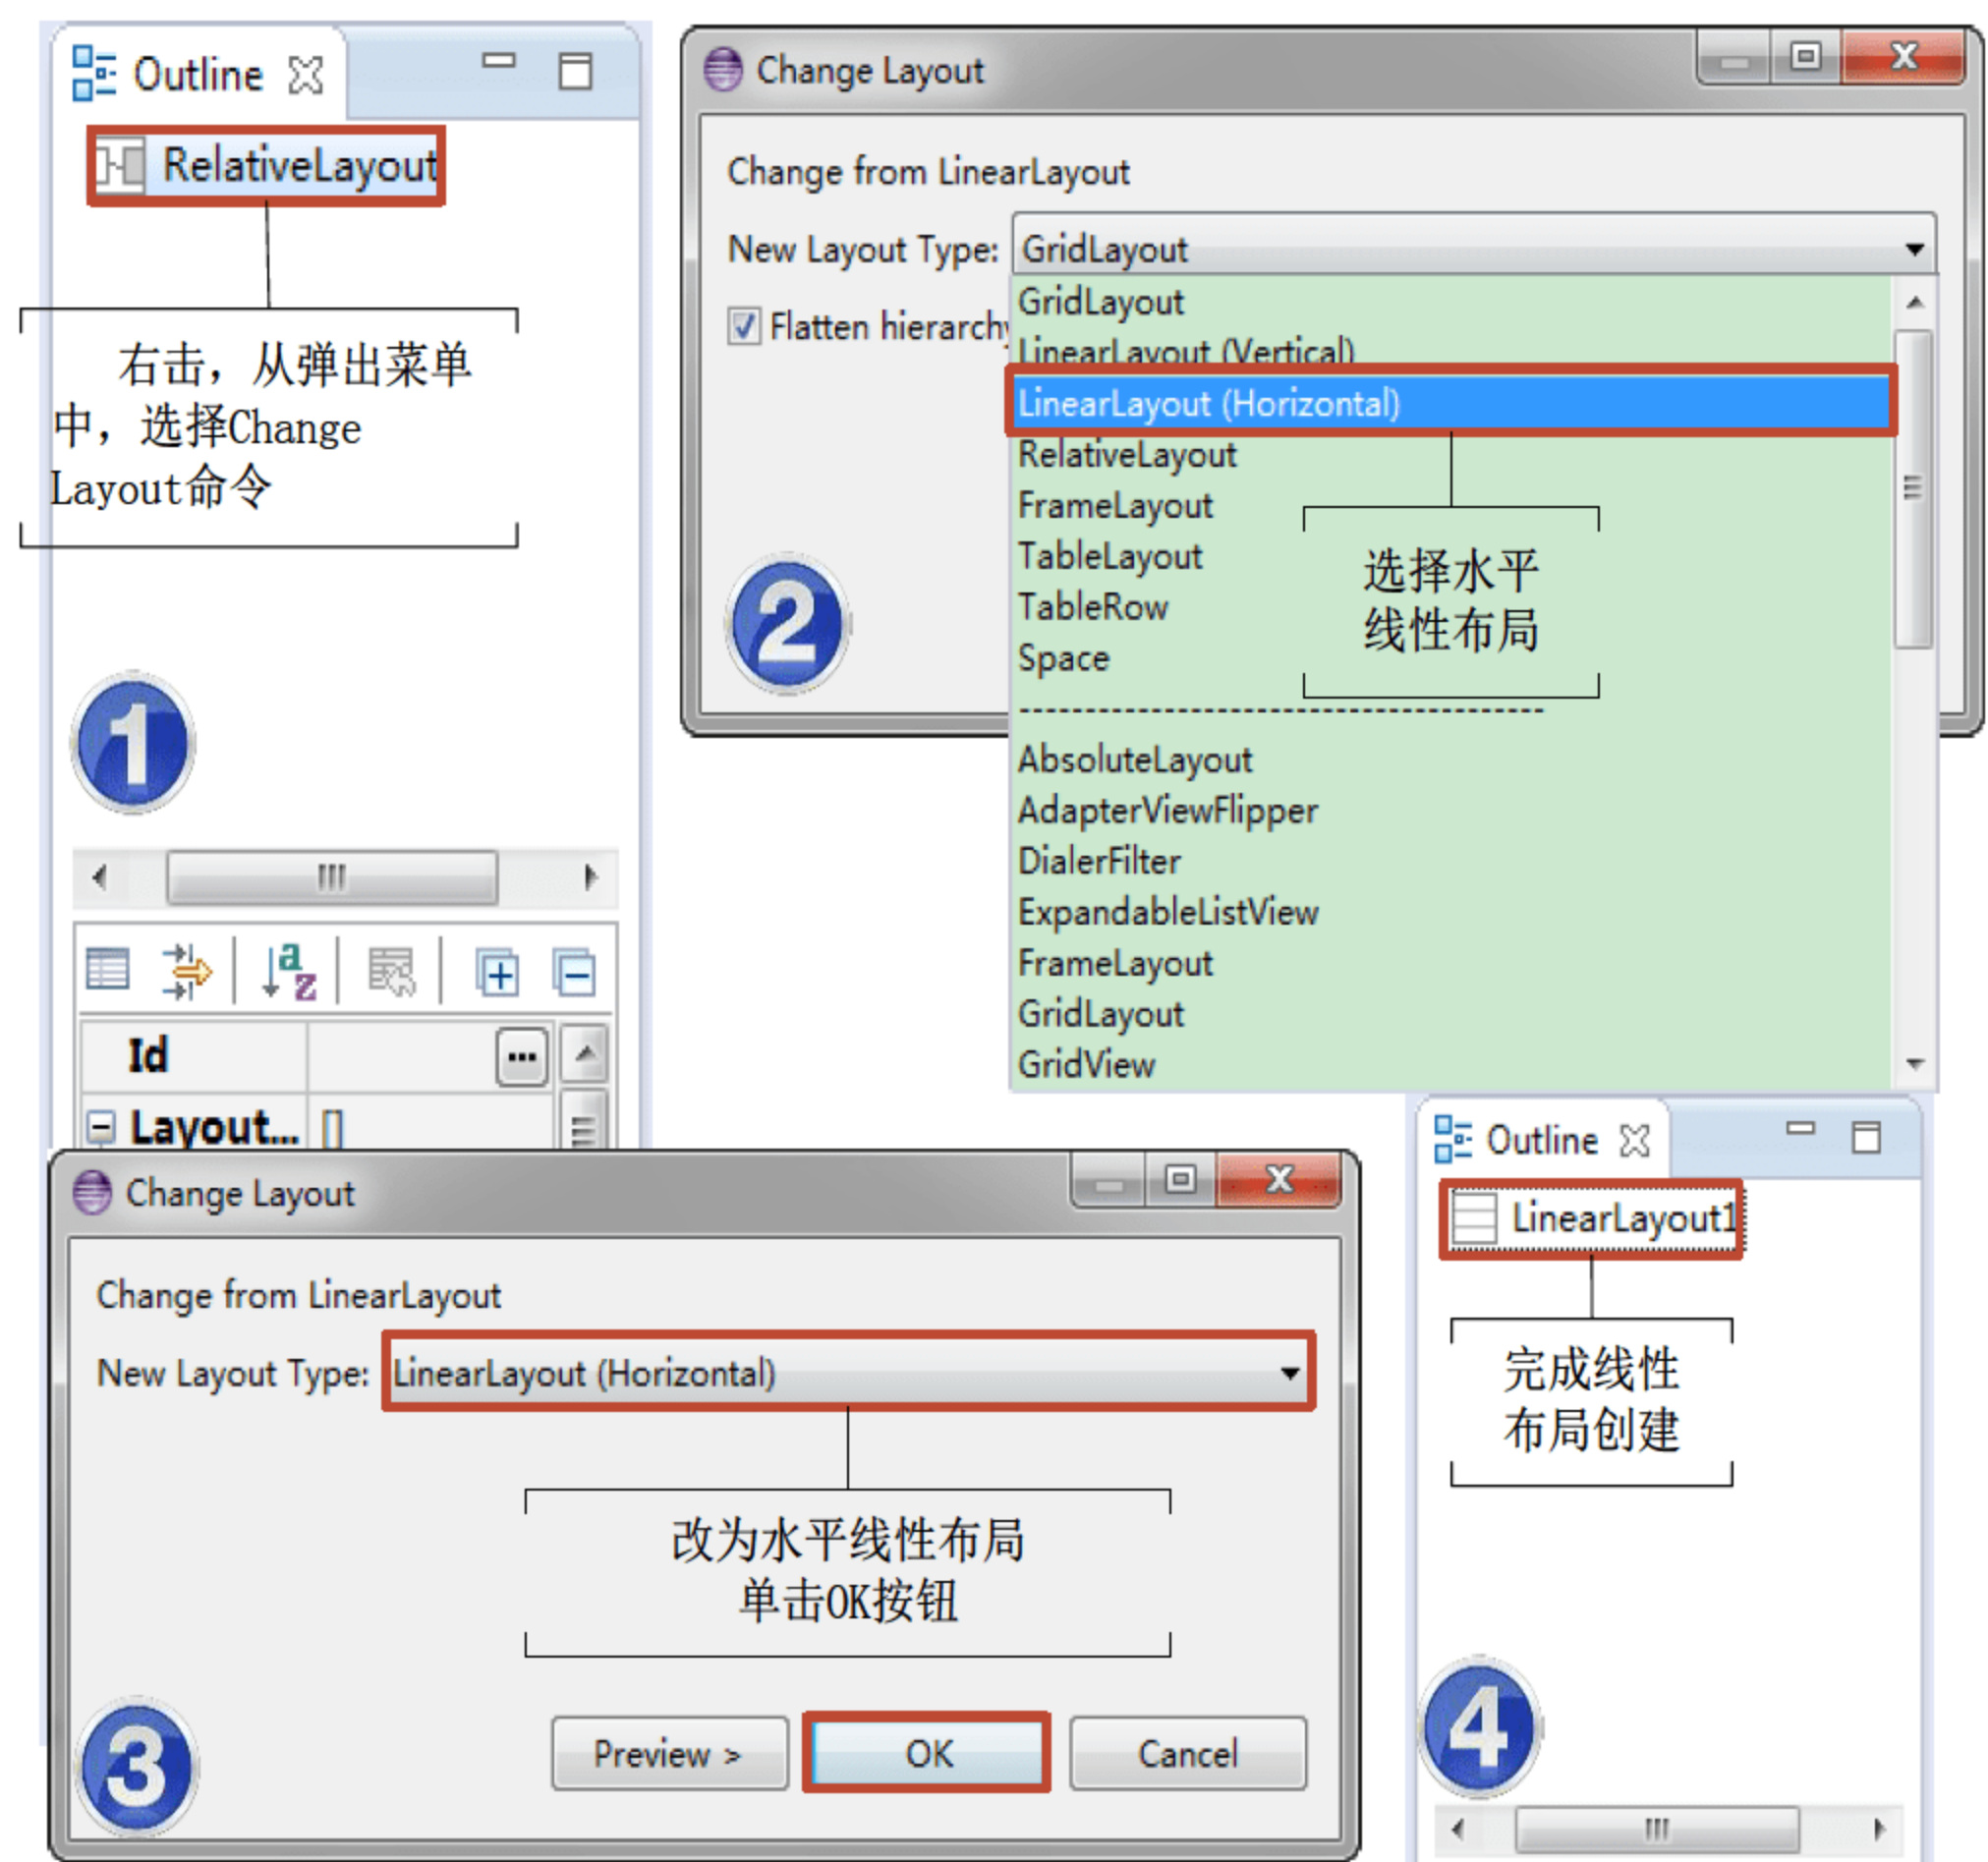 Outline
RelativeLayout
右击，从弹出菜单
中，选择Change
Layout命令
1
Id
...
Layout...
[]
Change Layout
Change from LinearLayout
New Layout Type:
GridLayout
Flatten hierarchy
GridLayout
LinearLayout (Vertical)
LinearLayout (Horizontal)
RelativeLayout
FrameLayout
TableLayout
TableRow
Space
----------------------------------------
AbsoluteLayout
AdapterViewFlipper
DialerFilter
ExpandableListView
FrameLayout
GridLayout
GridView
选择水平
线性布局
2
Change Layout
Change from LinearLayout
New Layout Type:
LinearLayout (Horizontal)
改为水平线性布局
单击OK按钮
Preview >
OK
Cancel
3
Outline
LinearLayout1
完成线性
布局创建
4